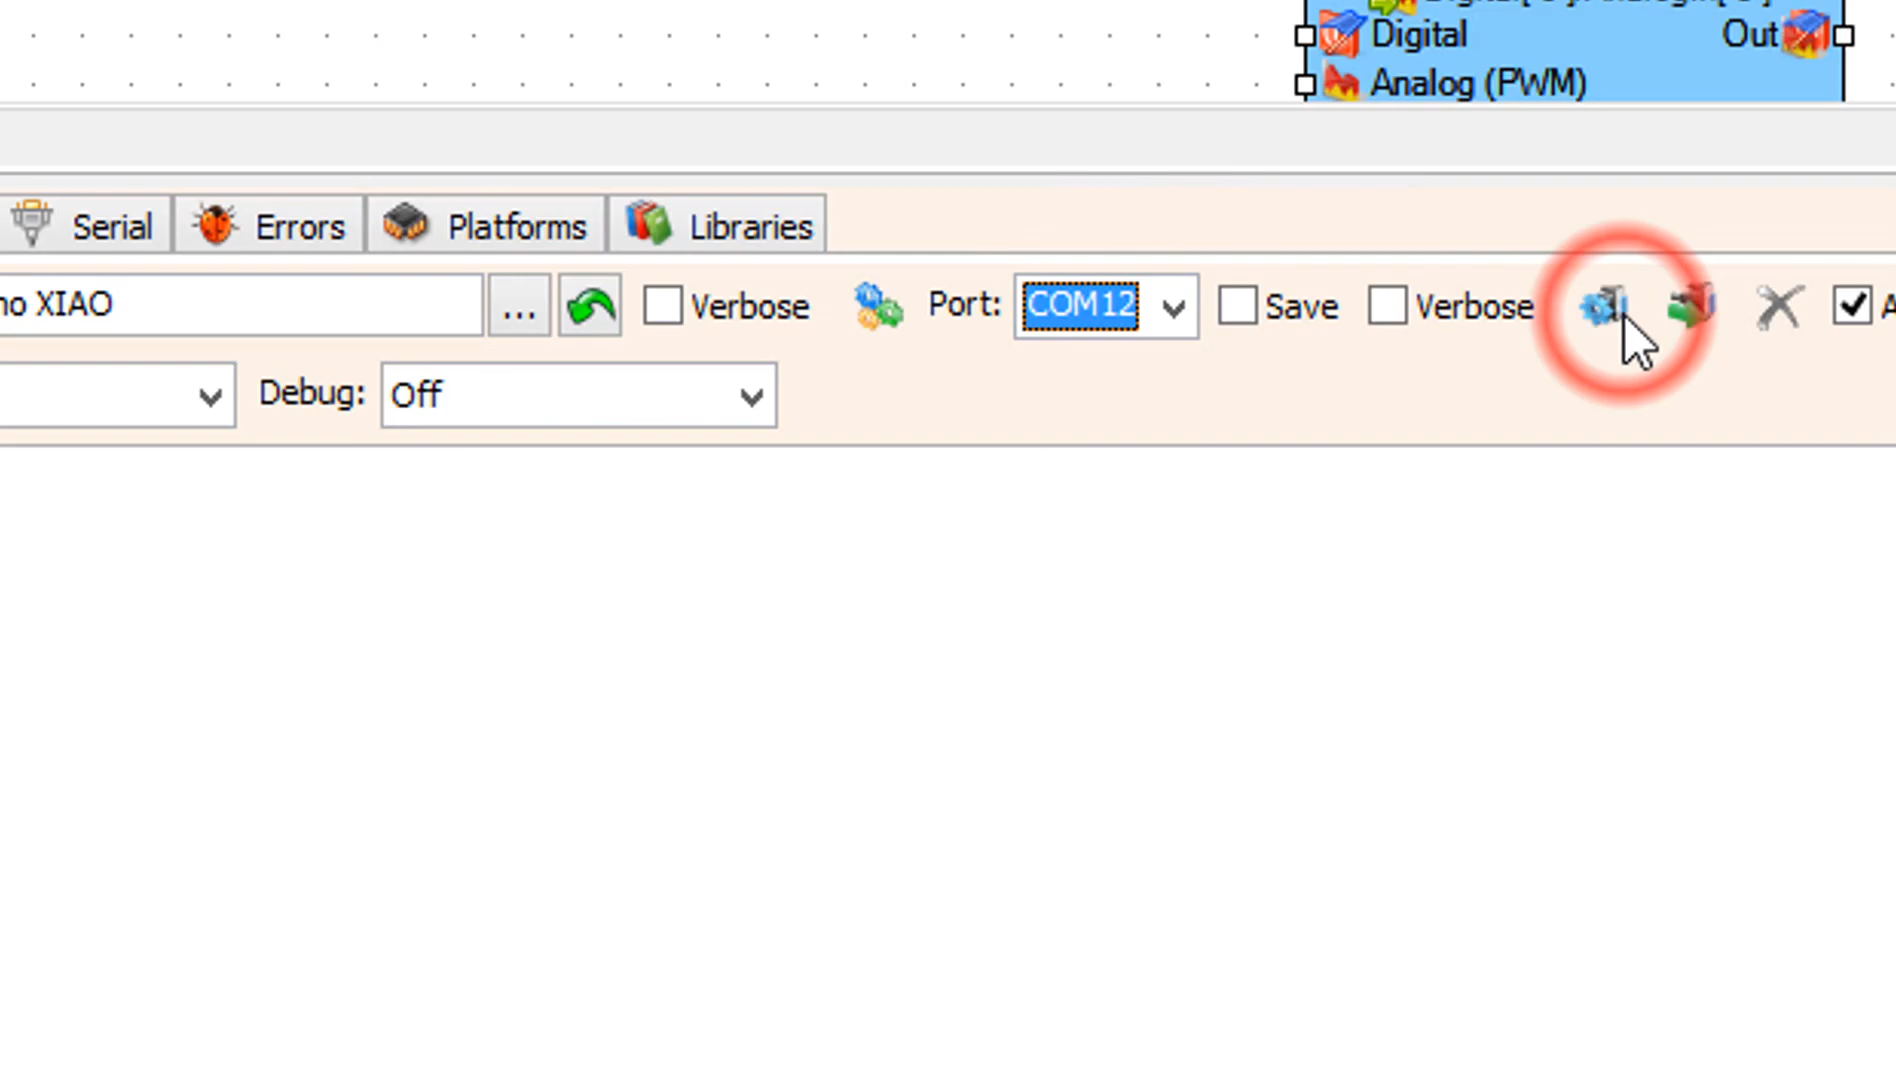 Digital Out
Analog (PWM)
Serial Errors Platforms Libraries
no XIAO ... Verbose Port: COM12 Save Verbose A
Debug: Off